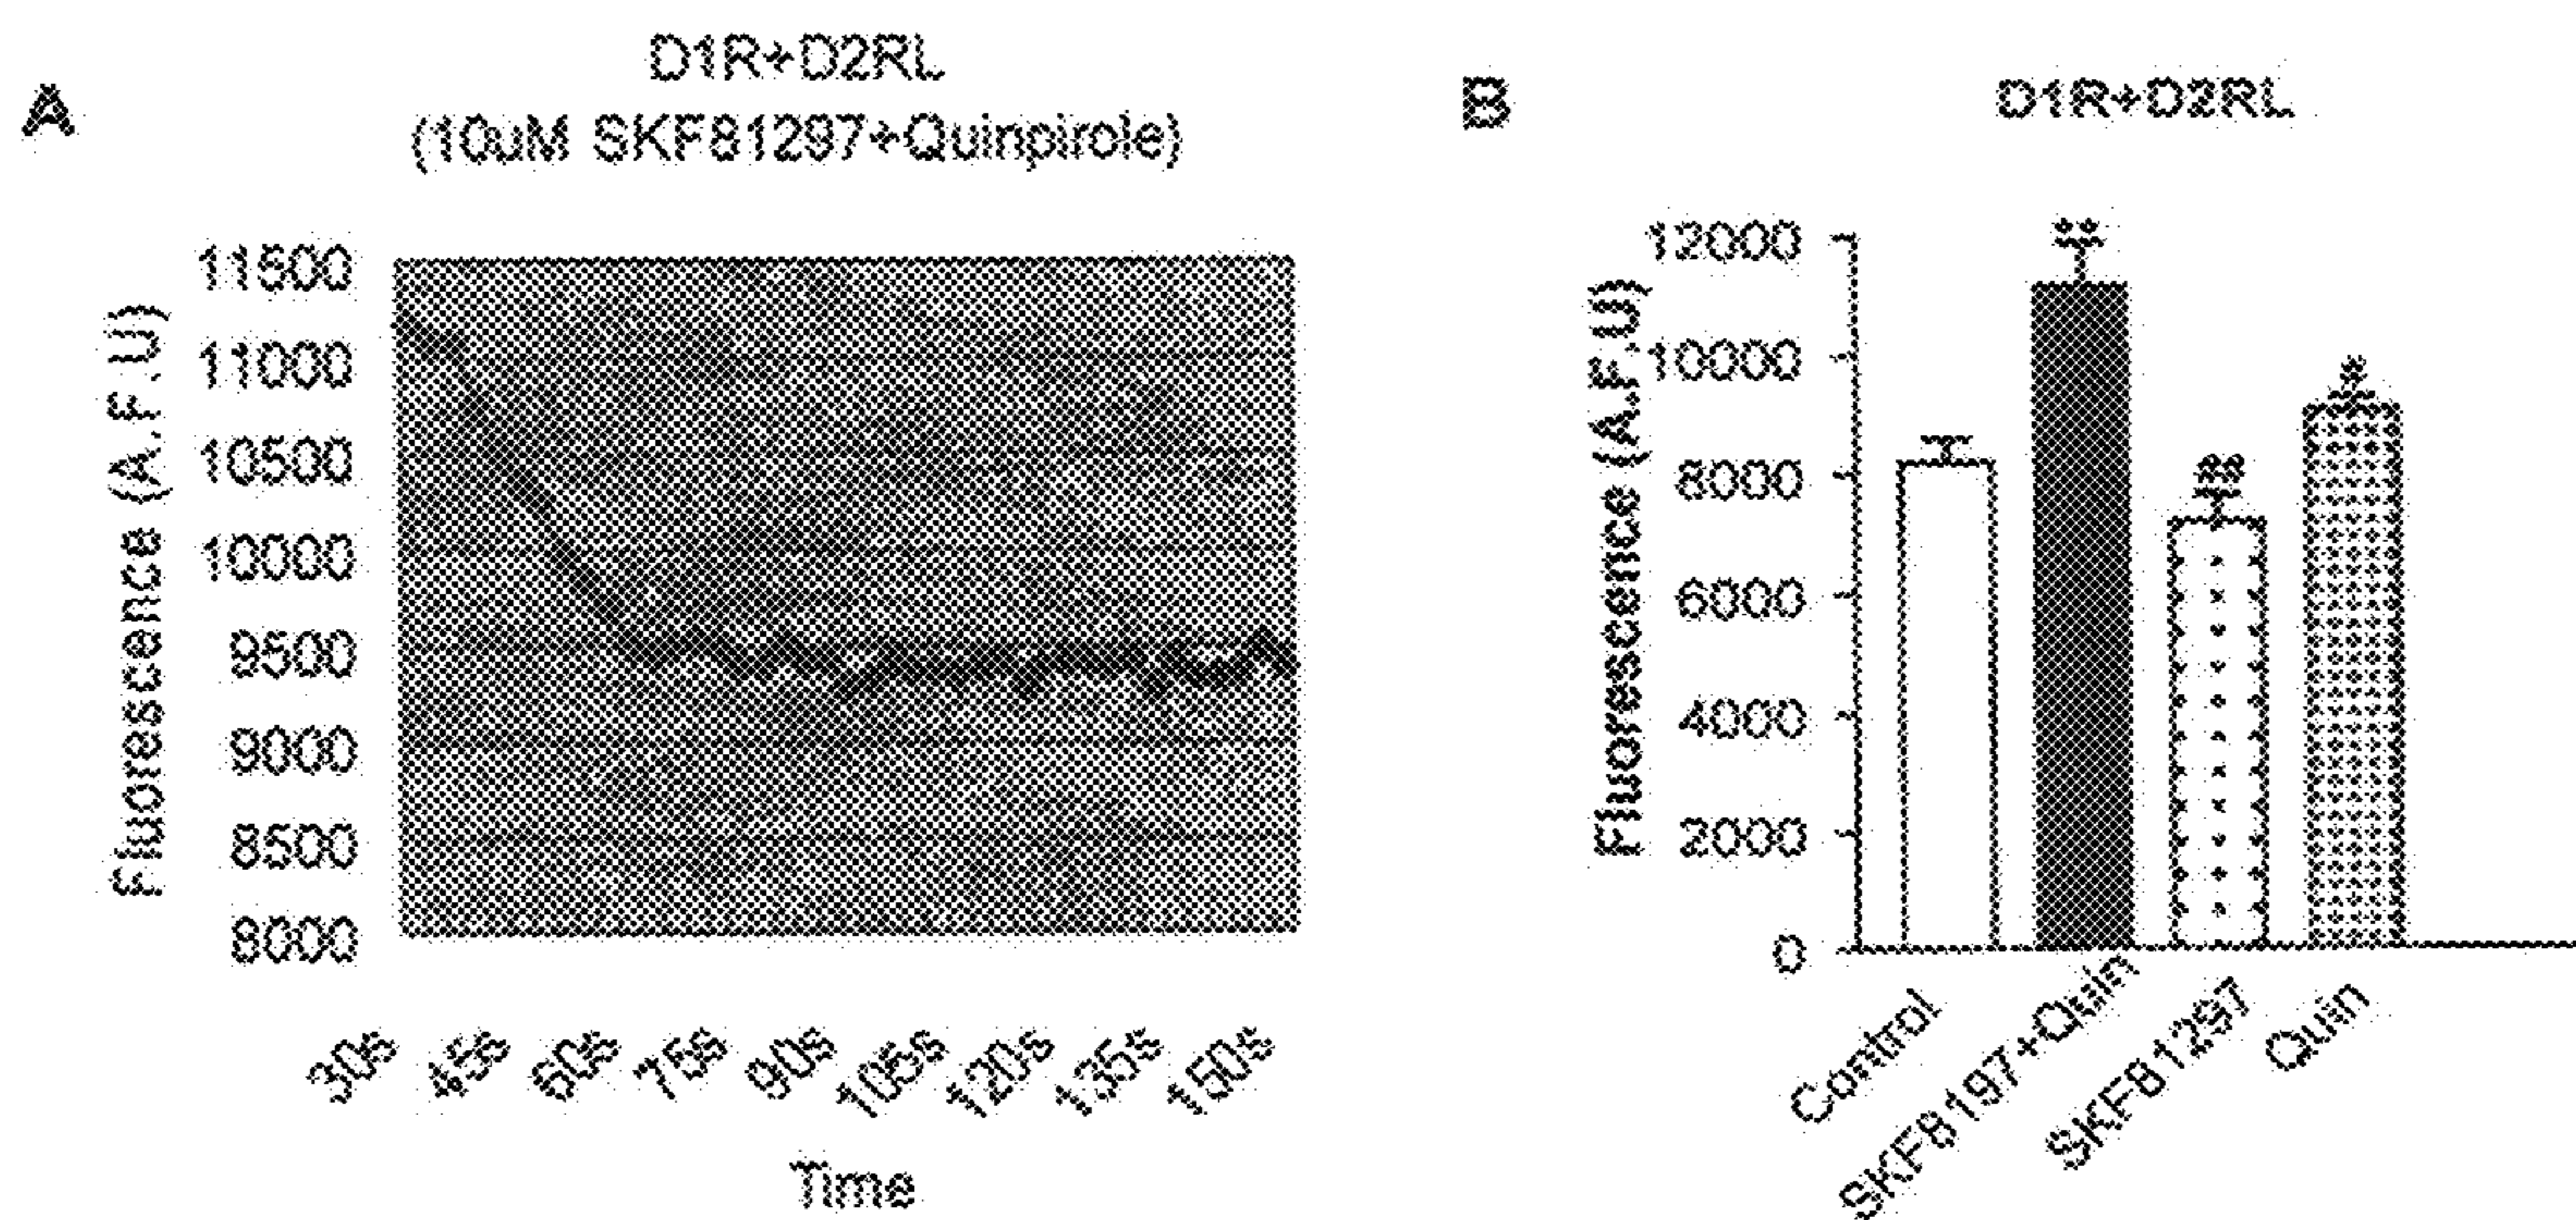 A
D1R+D2RL
(10uM SKF81297+Quinpirole)
Fluorescence (A.F.U)
11500
11000
10500
10000
9500
9000
8500
8000
30s
45s
60s
75s
90s
105s
120s
135s
150s
Time
B
D1R+D2RL
Fluorescence (A.F.U)
12000
10000
8000
6000
4000
2000
0
**
##
*
Control
SKF8197+Quin
SKF81297
Quin